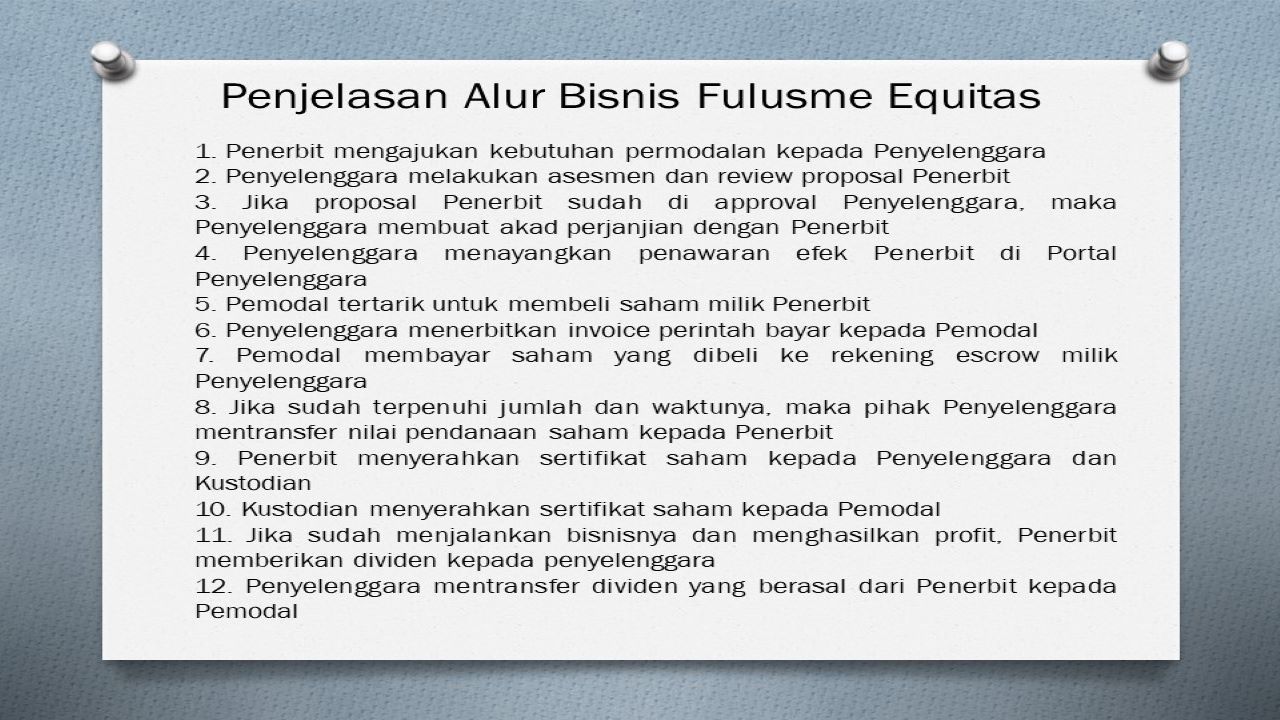 Penjelasan Alur Bisnis Fulusme Equitas
1. Penerbit mengajukan kebutuhan permodalan kepada Penyelenggara
2. Penyelenggara melakukan asesmen dan review proposal Penerbit
3. Jika proposal Penerbit sudah di approval Penyelenggara, maka
Penyelenggara membuat akad perjanjian dengan Penerbit
4. Penyelenggara menayangkan penawaran efek Penerbit di Portal
Penyelenggara
5. Pemodal tertarik untuk membeli saham milik Penerbit
6. Penyelenggara menerbitkan invoice perintah bayar kepada Pemodal
7. Pemodal membayar saham yang dibeli ke rekening escrow milik
Penyelenggara
8. Jika sudah terpenuhi jumlah dan waktunya, maka pihak Penyelenggara
mentransfer nilai pendanaan saham kepada Penerbit
9. Penerbit menyerahkan sertifikat saham kepada Penyelenggara dan
Kustodian
10. Kustodian menyerahkan sertifikat saham kepada Pemodal
11. Jika sudah menjalankan bisnisnya dan menghasilkan profit, Penerbit
memberikan dividen kepada penyelenggara
12. Penyelenggara mentransfer dividen yang berasal dari Penerbit kepada
Pemodal